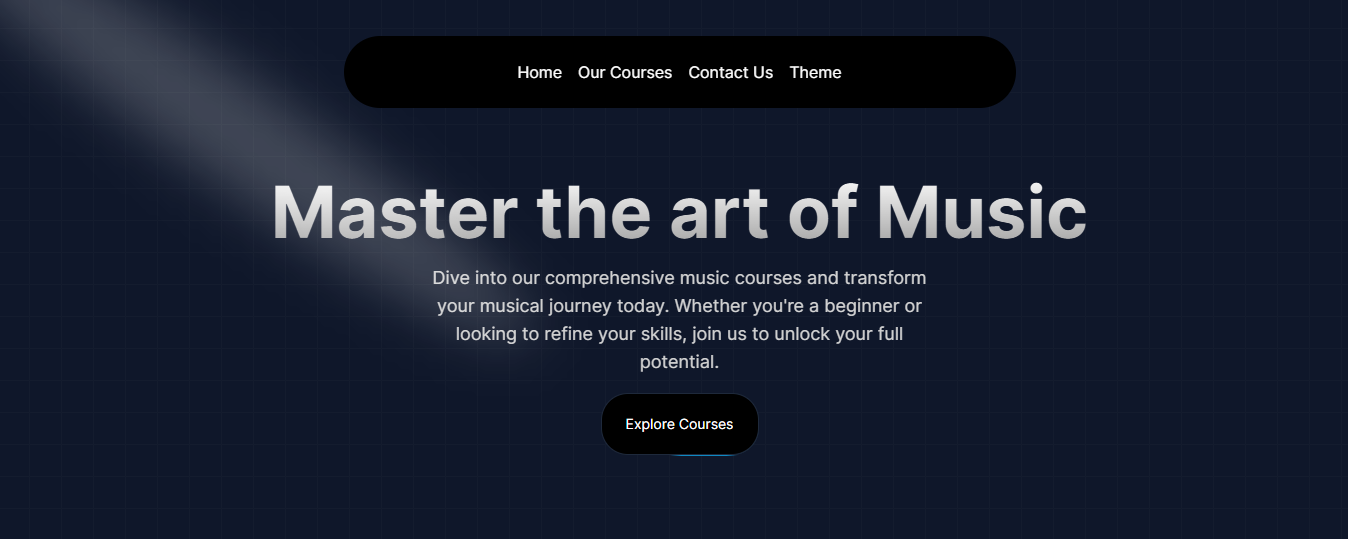 Home Our Courses Contact Us Theme
Master the art of Music
Dive into our comprehensive music courses and transform
your musical journey today. Whether you're a beginner or
looking to refine your skills, join us to unlock your full
potential.
Explore Courses